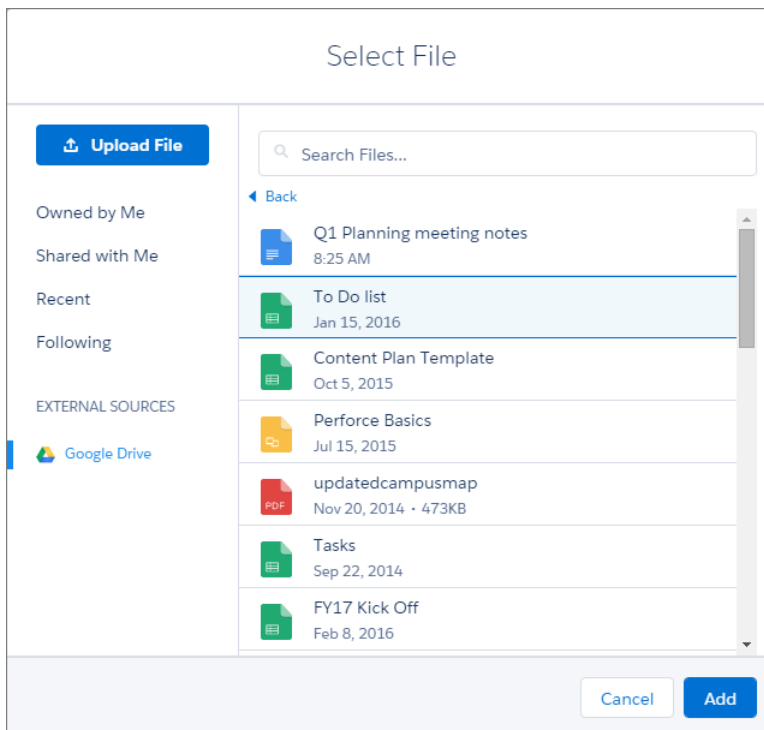 Select File
Upload File
Search Files...
Back
Owned by Me
Shared with Me
Recent
Following
EXTERNAL SOURCES
Google Drive
Q1 Planning meeting notes
8:25 AM
To Do list
Jan 15, 2016
Content Plan Template
Oct 5, 2015
Perforce Basics
Jul 15, 2015
PDF
updatedcampusmap
Nov 20, 2014 • 473KB
Tasks
Sep 22, 2014
FY17 Kick Off
Feb 8, 2016
Cancel
Add